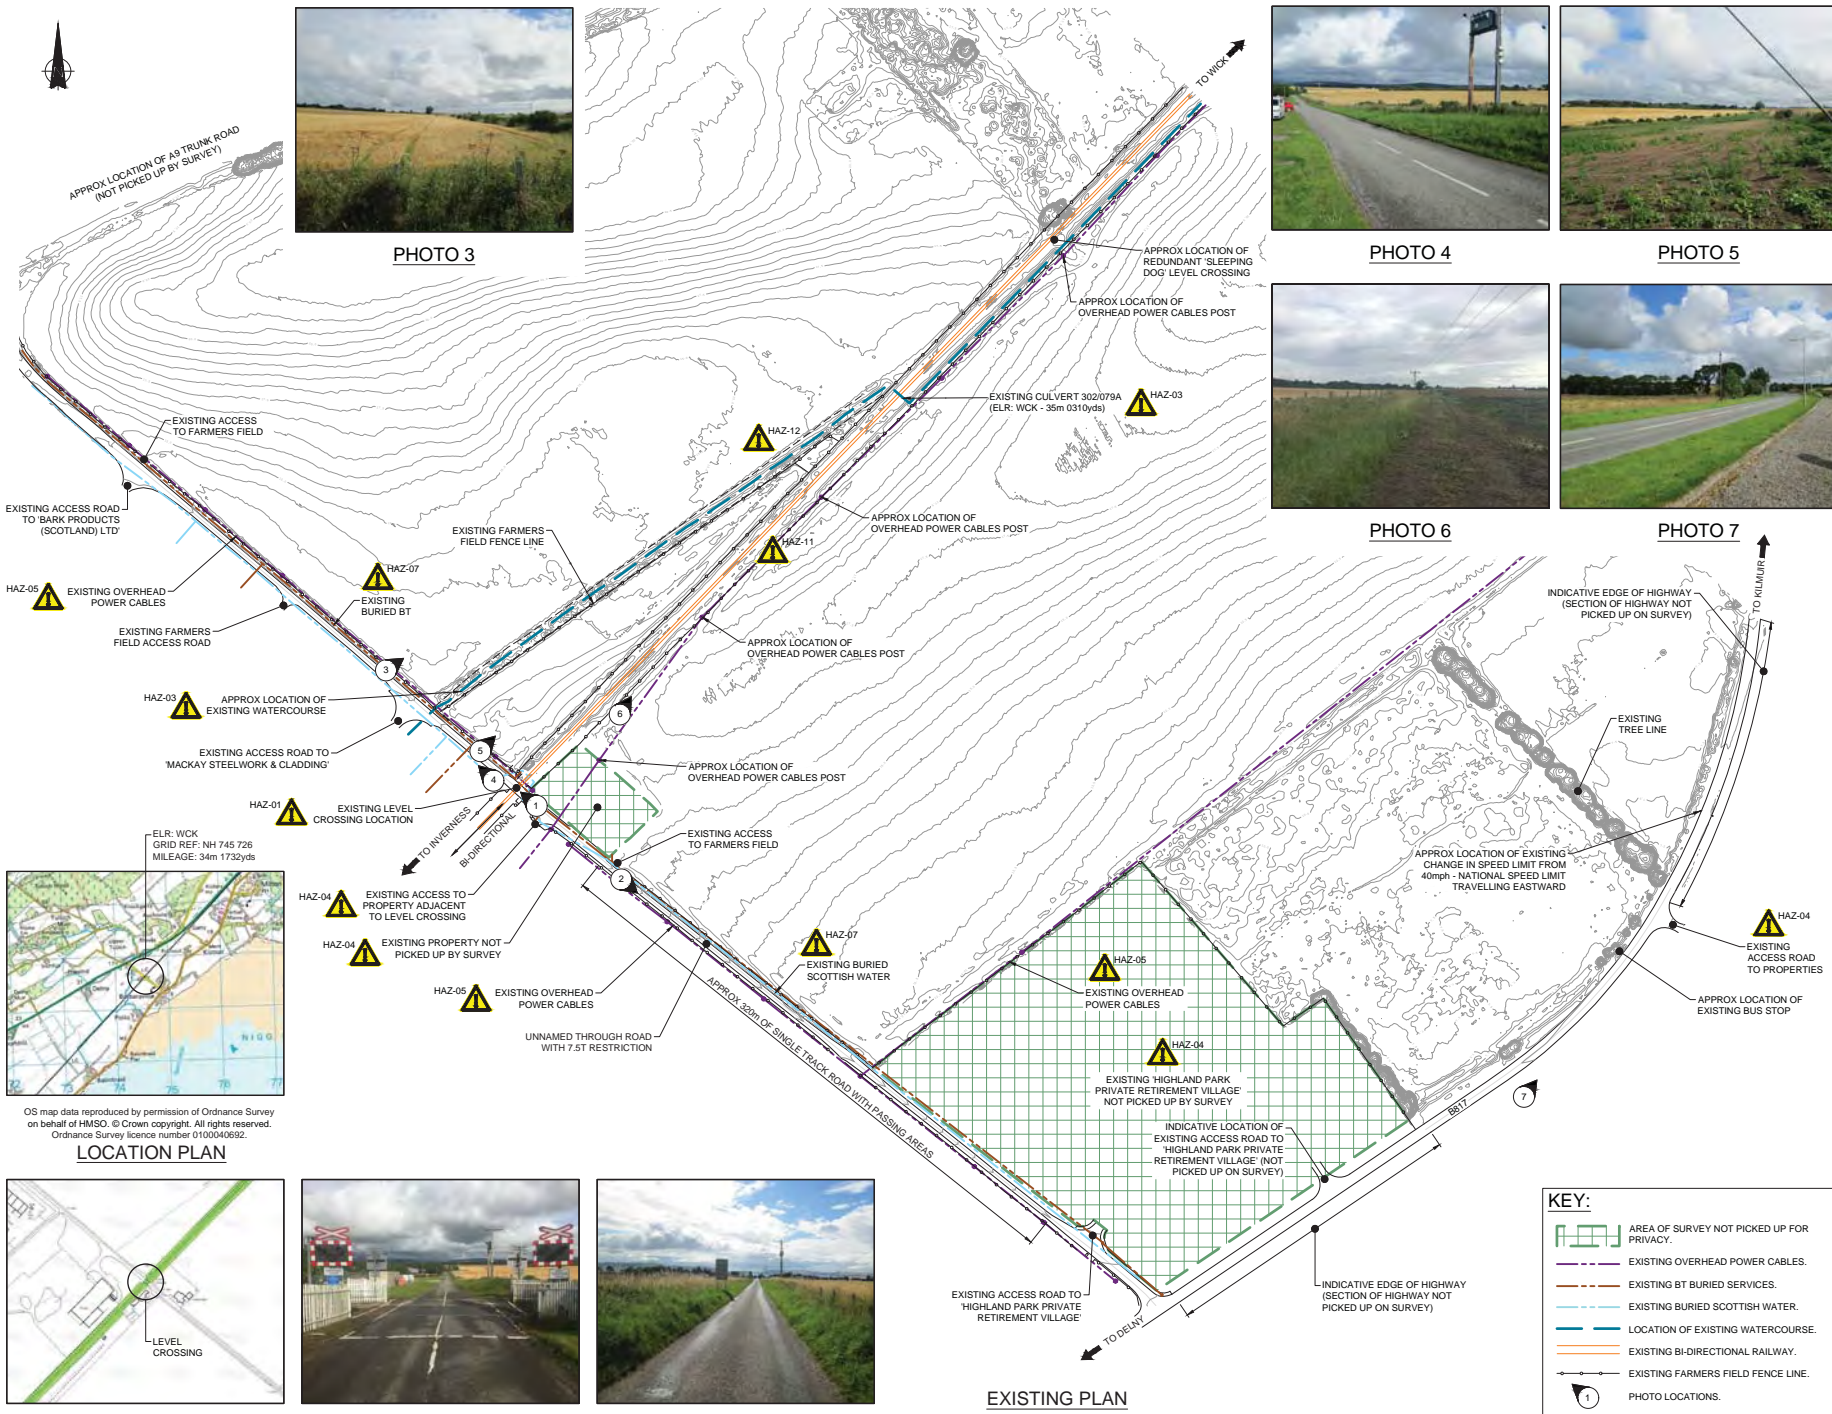 TO WICK
APPROX LOCATION OF A9 TRUNK ROAD
(NOT PICKED UP BY SURVEY)
PHOTO 3
PHOTO 4
PHOTO 5
APPROX LOCATION OF
REDUNDANT 'SLEEPING
DOG' LEVEL CROSSING
APPROX LOCATION OF
OVERHEAD POWER CABLES POST
EXISTING CULVERT 302/079A
(ELR: WCK - 35m 0310yds)
HAZ-03
HAZ-12
PHOTO 6
PHOTO 7
EXISTING ACCESS
TO FARMERS FIELD
EXISTING ACCESS ROAD
TO 'BARK PRODUCTS
(SCOTLAND) LTD'
EXISTING FARMERS
FIELD FENCE LINE
APPROX LOCATION OF
OVERHEAD POWER CABLES POST
HAZ-11
HAZ-07
EXISTING
BURIED BT
HAZ-05
EXISTING OVERHEAD
POWER CABLES
EXISTING FARMERS
FIELD ACCESS ROAD
APPROX LOCATION OF
OVERHEAD POWER CABLES POST
INDICATIVE EDGE OF HIGHWAY
(SECTION OF HIGHWAY NOT
PICKED UP ON SURVEY)
TO KILMUIR
3
HAZ-03
APPROX LOCATION OF
EXISTING WATERCOURSE
6
EXISTING
TREE LINE
EXISTING ACCESS ROAD TO
'MACKAY STEELWORK & CLADDING'
5
4
1
APPROX LOCATION OF
OVERHEAD POWER CABLES POST
HAZ-01
EXISTING LEVEL
CROSSING LOCATION
TO INVERNESS
BI-DIRECTIONAL
ELR: WCK
GRID REF: NH 745 726
MILEAGE: 34m 1732yds
EXISTING ACCESS
TO FARMERS FIELD
2
APPROX LOCATION OF EXISTING
CHANGE IN SPEED LIMIT FROM
40mph - NATIONAL SPEED LIMIT
TRAVELLING EASTWARD
HAZ-04
EXISTING ACCESS TO
PROPERTY ADJACENT
TO LEVEL CROSSING
HAZ-04
EXISTING PROPERTY NOT
PICKED UP BY SURVEY
HAZ-07
EXISTING BURIED
SCOTTISH WATER
HAZ-04
EXISTING
ACCESS ROAD
TO PROPERTIES
HAZ-05
EXISTING OVERHEAD
POWER CABLES
HAZ-05
EXISTING OVERHEAD
POWER CABLES
APPROX LOCATION OF
EXISTING BUS STOP
UNNAMED THROUGH ROAD
WITH 7.5T RESTRICTION
APPROX 320m OF SINGLE TRACK ROAD WITH PASSING AREAS
HAZ-04
EXISTING 'HIGHLAND PARK
PRIVATE RETIREMENT VILLAGE'
NOT PICKED UP BY SURVEY
B817
7
INDICATIVE LOCATION OF
EXISTING ACCESS ROAD TO
'HIGHLAND PARK PRIVATE
RETIREMENT VILLAGE' (NOT
PICKED UP ON SURVEY)
NIGG
72 73 74 75 76 77
OS map data reproduced by permission of Ordnance Survey
on behalf of HMSO. © Crown copyright. All rights reserved.
Ordnance Survey licence number 0100040692.
LOCATION PLAN
LEVEL
CROSSING
EXISTING ACCESS ROAD TO
'HIGHLAND PARK PRIVATE
RETIREMENT VILLAGE'
TO DELNY
INDICATIVE EDGE OF HIGHWAY
(SECTION OF HIGHWAY NOT
PICKED UP ON SURVEY)
EXISTING PLAN
KEY:
AREA OF SURVEY NOT PICKED UP FOR
PRIVACY.
EXISTING OVERHEAD POWER CABLES.
EXISTING BT BURIED SERVICES.
EXISTING BURIED SCOTTISH WATER.
LOCATION OF EXISTING WATERCOURSE.
EXISTING BI-DIRECTIONAL RAILWAY.
EXISTING FARMERS FIELD FENCE LINE.
1
PHOTO LOCATIONS.